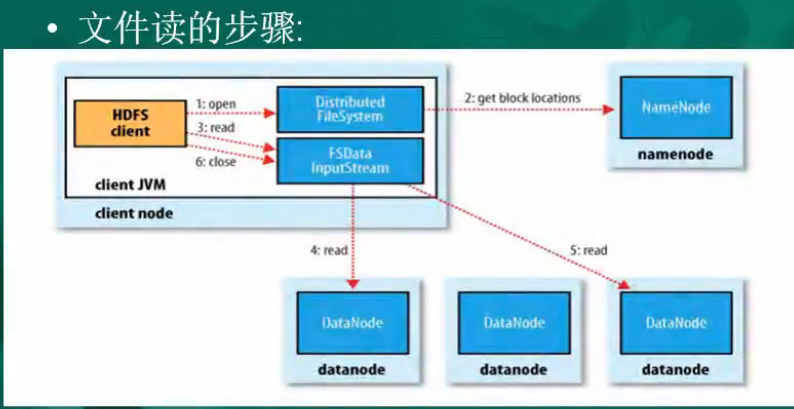 • 文件读的步骤:
HDFS
client
1: open
3: read
6: close
Distributed
FileSystem
FSData
InputStream
client JVM
client node
2: get block locations
NameNode
namenode
4: read
5: read
DataNode
datanode
DataNode
datanode
DataNode
datanode